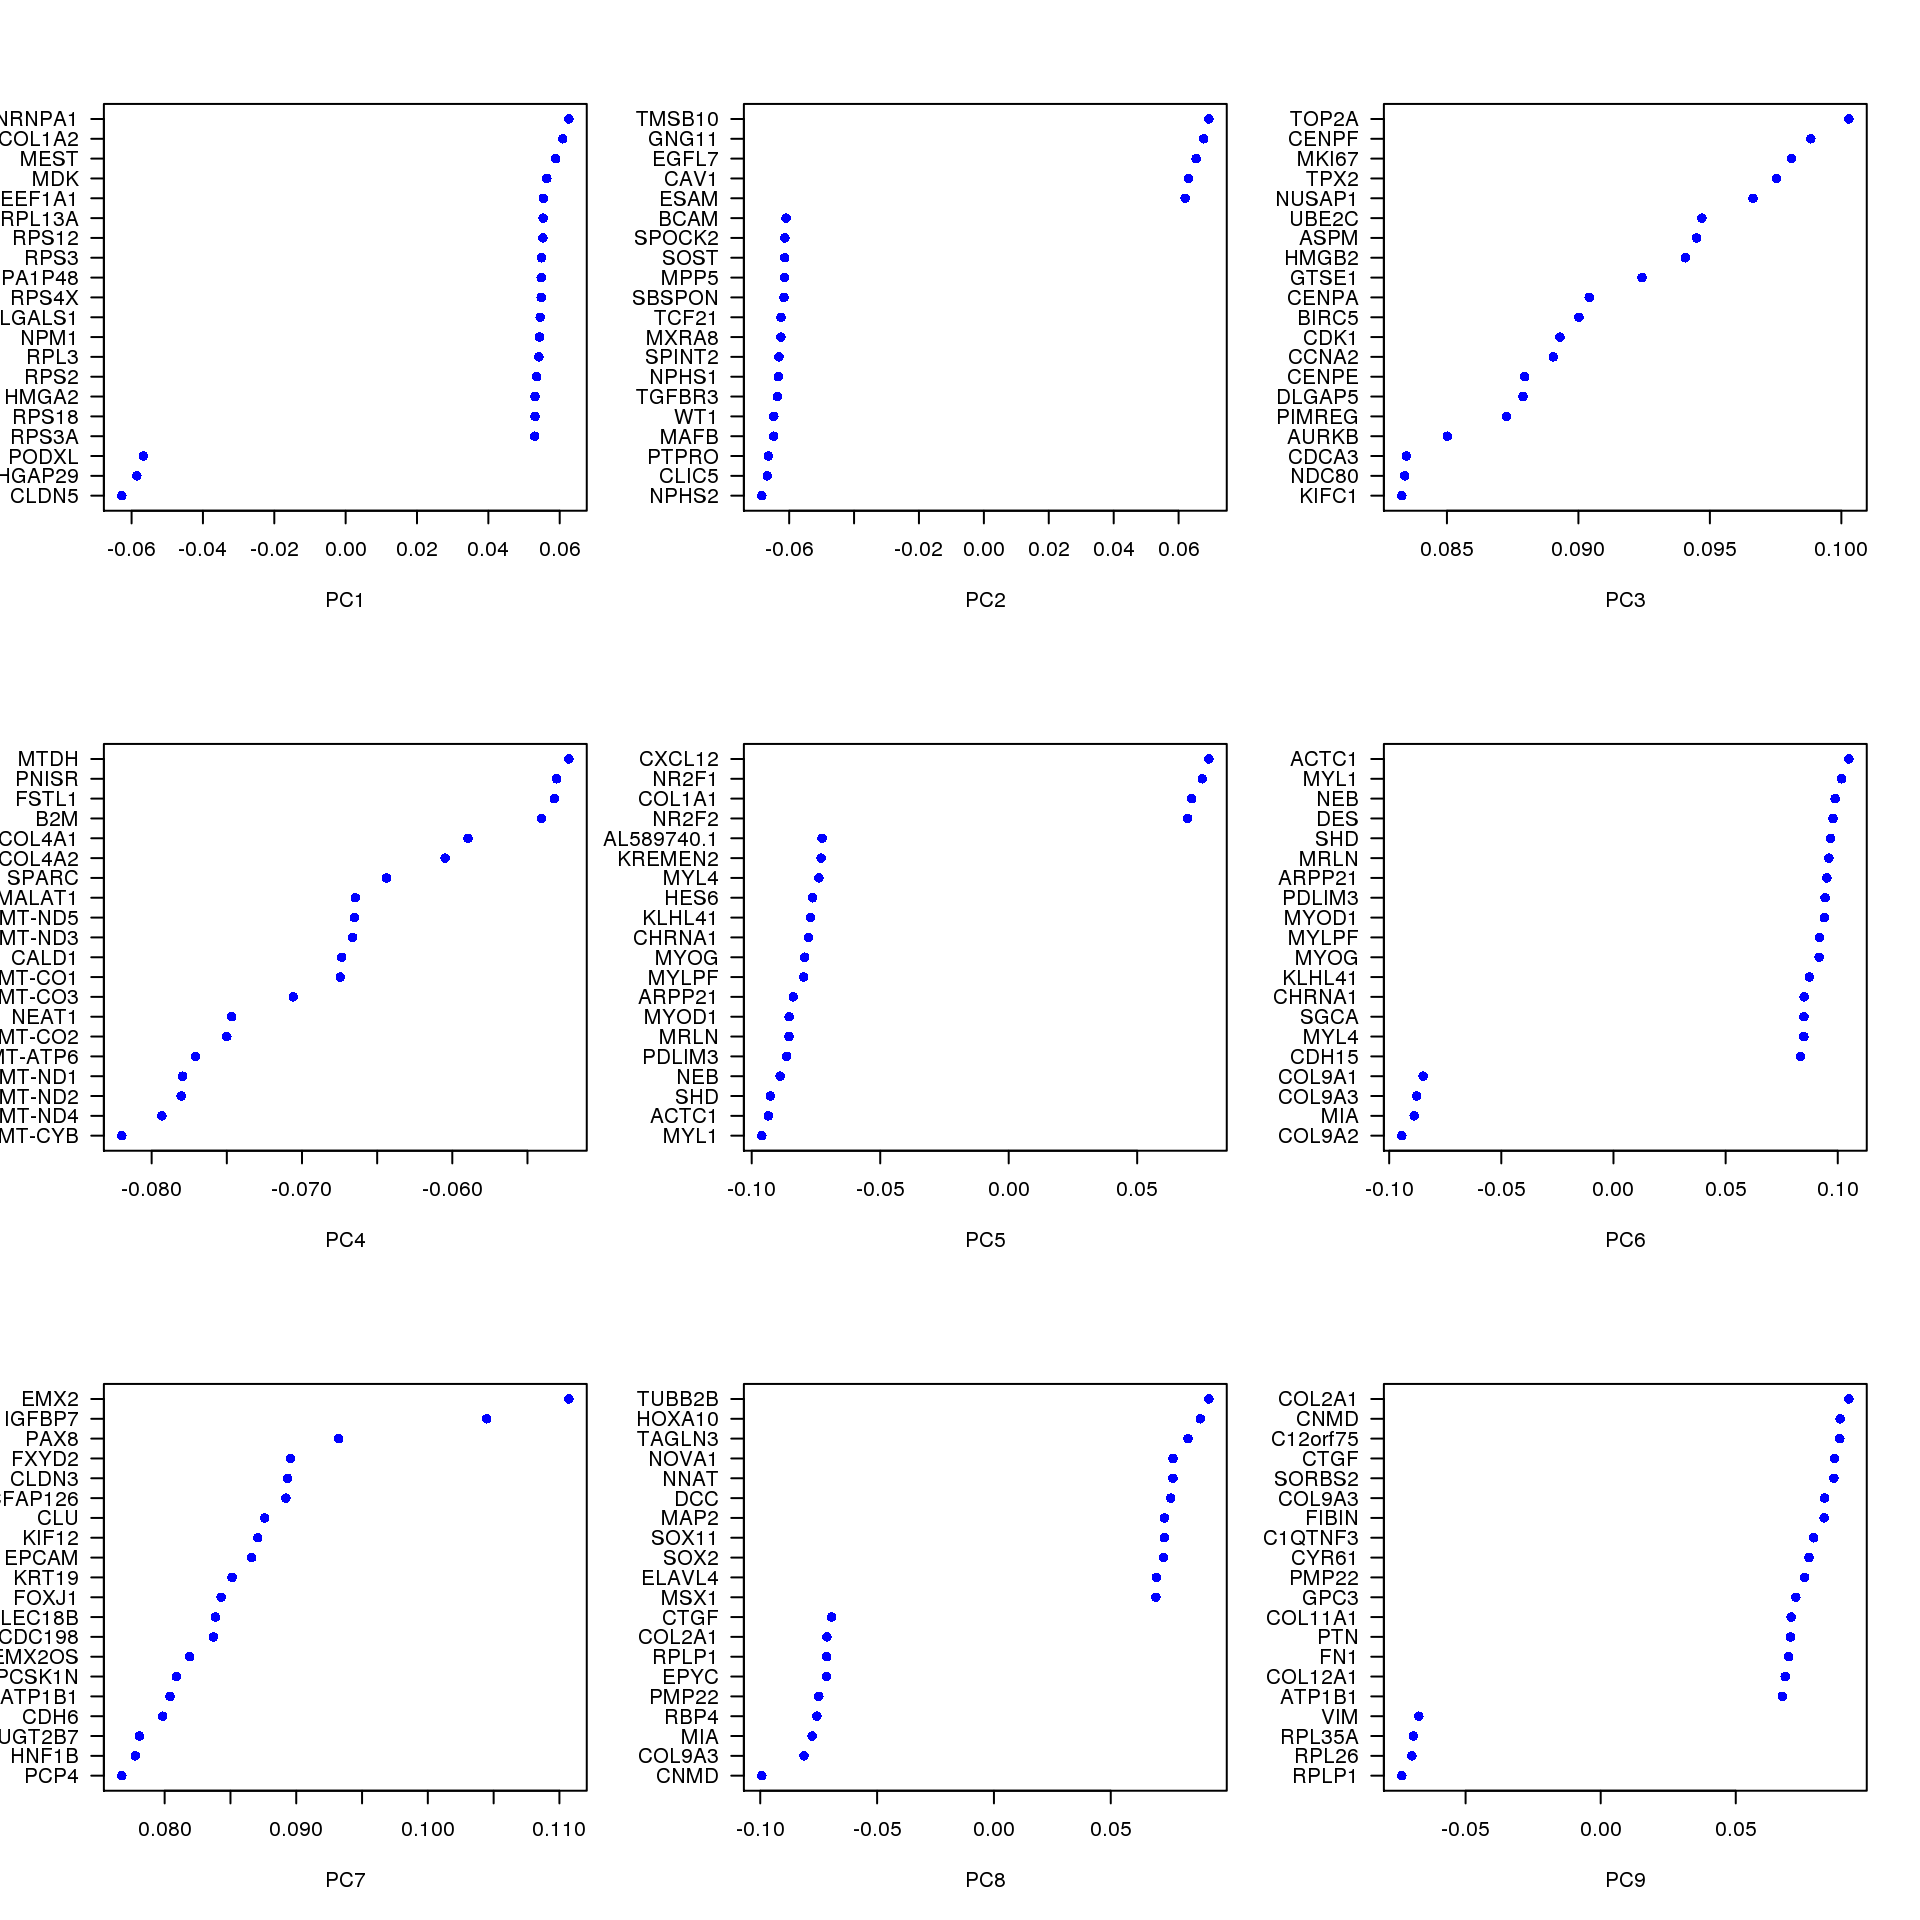 NRNPA1
COL1A2
MEST
MDK
EEF1A1
RPL13A
RPS12
RPS3
PA1P48
RPS4X
LGALS1
NPM1
RPL3
RPS2
HMGA2
RPS18
RPS3A
PODXL
HGAP29
CLDN5
-0.06 -0.04 -0.02 0.00 0.02 0.04 0.06
PC1
TMSB10
GNG11
EGFL7
CAV1
ESAM
BCAM
SPOCK2
SOST
MPP5
SBSPON
TCF21
MXRA8
SPINT2
NPHS1
TGFBR3
WT1
MAFB
PTPRO
CLIC5
NPHS2
-0.06 -0.02 0.00 0.02 0.04 0.06
PC2
TOP2A
CENPF
MKI67
TPX2
NUSAP1
UBE2C
ASPM
HMGB2
GTSE1
CENPA
BIRC5
CDK1
CCNA2
CENPE
DLGAP5
PIMREG
AURKB
CDCA3
NDC80
KIFC1
0.085 0.090 0.095 0.100
PC3
MTDH
PNISR
FSTL1
B2M
COL4A1
COL4A2
SPARC
MALAT1
MT-ND5
MT-ND3
CALD1
MT-CO1
MT-CO3
NEAT1
MT-CO2
MT-ATP6
MT-ND1
MT-ND2
MT-ND4
MT-CYB
-0.080 -0.070 -0.060
PC4
CXCL12
NR2F1
COL1A1
NR2F2
AL589740.1
KREMEN2
MYL4
HES6
KLHL41
CHRNA1
MYOG
MYLPF
ARPP21
MYOD1
MRLN
PDLIM3
NEB
SHD
ACTC1
MYL1
-0.10 -0.05 0.00 0.05
PC5
ACTC1
MYL1
NEB
DES
SHD
MRLN
ARPP21
PDLIM3
MYOD1
MYLPF
MYOG
KLHL41
CHRNA1
SGCA
MYL4
CDH15
COL9A1
COL9A3
MIA
COL9A2
-0.10 -0.05 0.00 0.05 0.10
PC6
EMX2
IGFBP7
PAX8
FXYD2
CLDN3
FAP126
CLU
KIF12
EPCAM
KRT19
FOXJ1
LEC18B
CDC198
EMX2OS
PCSK1N
ATP1B1
CDH6
UGT2B7
HNF1B
PCP4
0.080 0.090 0.100 0.110
PC7
TUBB2B
HOXA10
TAGLN3
NOVA1
NNAT
DCC
MAP2
SOX11
SOX2
ELAVL4
MSX1
CTGF
COL2A1
RPLP1
EPYC
PMP22
RBP4
MIA
COL9A3
CNMD
-0.10 -0.05 0.00 0.05
PC8
COL2A1
CNMD
C12orf75
CTGF
SORBS2
COL9A3
FIBIN
C1QTNF3
CYR61
PMP22
GPC3
COL11A1
PTN
FN1
COL12A1
ATP1B1
VIM
RPL35A
RPL26
RPLP1
-0.05 0.00 0.05
PC9